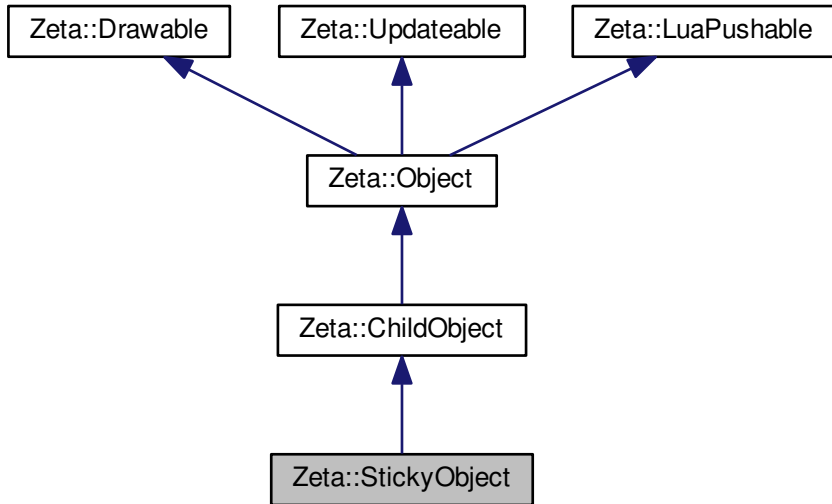 Zeta::Drawable
Zeta::Updateable
Zeta::LuaPushable
Zeta::Object
Zeta::ChildObject
Zeta::StickyObject